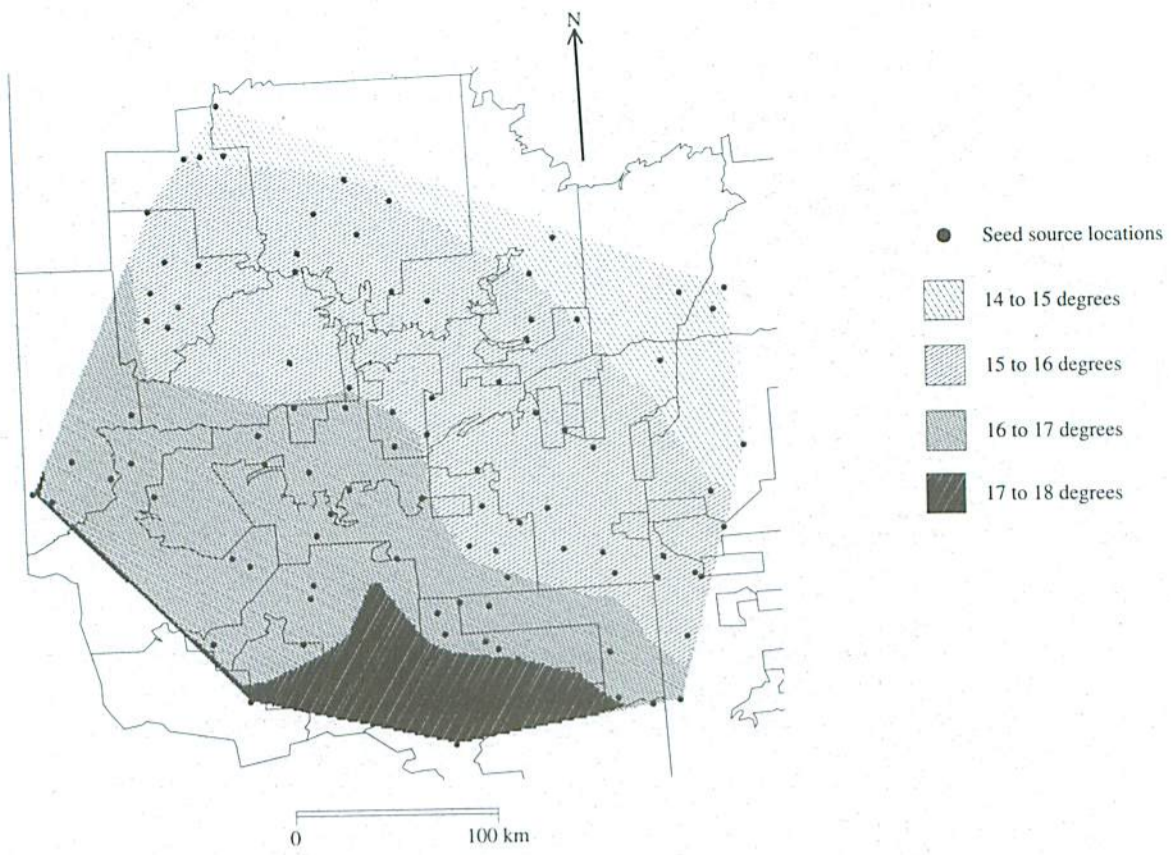 N
Seed source locations
14 to 15 degrees
15 to 16 degrees
16 to 17 degrees
17 to 18 degrees
0 100 km